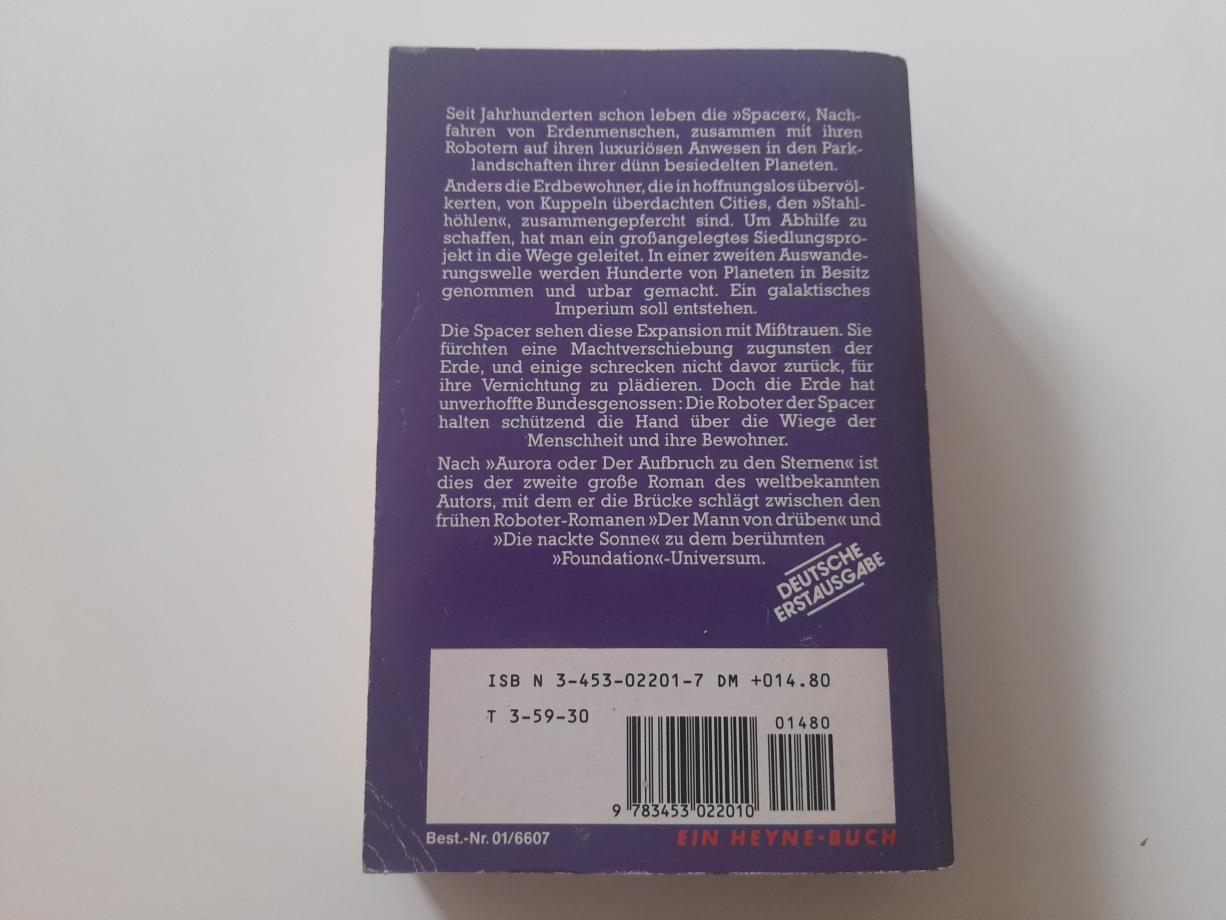 Seit Jahrhunderten schon leben die »Spacer«, Nach-
fahren von Erdenmenschen, zusammen mit ihren
Robotern auf ihren luxuriösen Anwesen in den Park-
landschaften ihrer dünn besiedelten Planeten.
Anders die Erdbewohner, die in hoffnungslos übervöl-
kerten, von Kuppeln überdachten Cities, den »Stahl-
höhlen«, zusammengepfercht sind. Um Abhilfe zu
schaffen, hat man ein großangelegtes Siedlungspro-
jekt in die Wege geleitet. In einer zweiten Auswande-
rungswelle werden Hunderte von Planeten in Besitz
genommen und urbar gemacht. Ein galaktisches
Imperium soll entstehen.
Die Spacer sehen diese Expansion mit Mißtrauen. Sie
fürchten eine Machtverschiebung zugunsten der
Erde, und einige schrecken nicht davor zurück, für
ihre Vernichtung zu plädieren. Doch die Erde hat
unverhoffte Bundesgenossen: Die Roboter der Spacer
halten schützend die Hand über die Wiege der
Menschheit und ihre Bewohner.
Nach »Aurora oder Der Aufbruch zu den Sternen« ist
dies der zweite große Roman des weltbekannten
Autors, mit dem er die Brücke schlägt zwischen den
frühen Roboter-Romanen »Der Mann von drüben« und
»Die nackte Sonne« zu dem berühmten
»Foundation«-Universum.
DEUTSCHE
ERSTAUSGABE
ISB N 3-453-02201-7 DM +014.80
T 3-59-30
01480
9 783453 022010
Best.-Nr. 01/6607
EIN HEYNE-BUCH